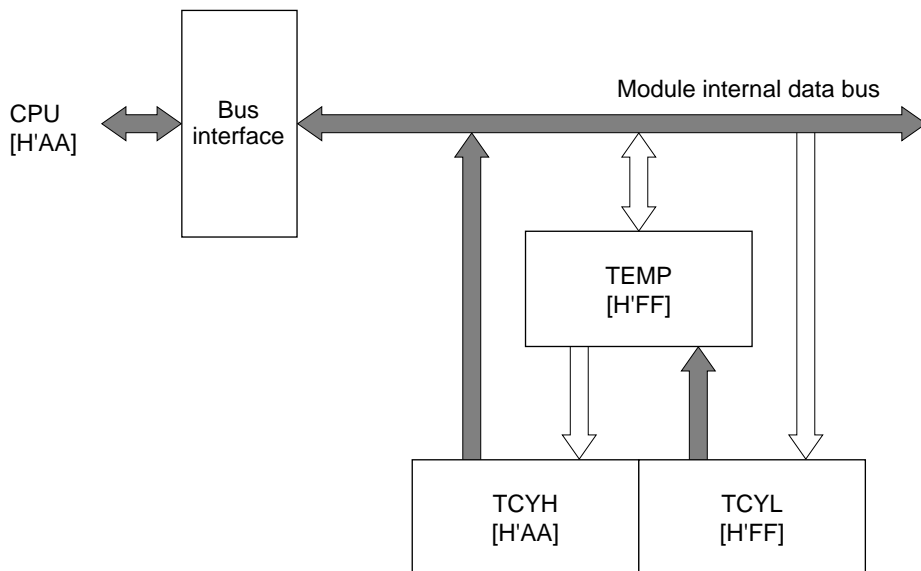 Module internal data bus
CPU
[H'AA]
Bus
interface
TEMP
[H'FF]
TCYH
[H'AA]
TCYL
[H'FF]